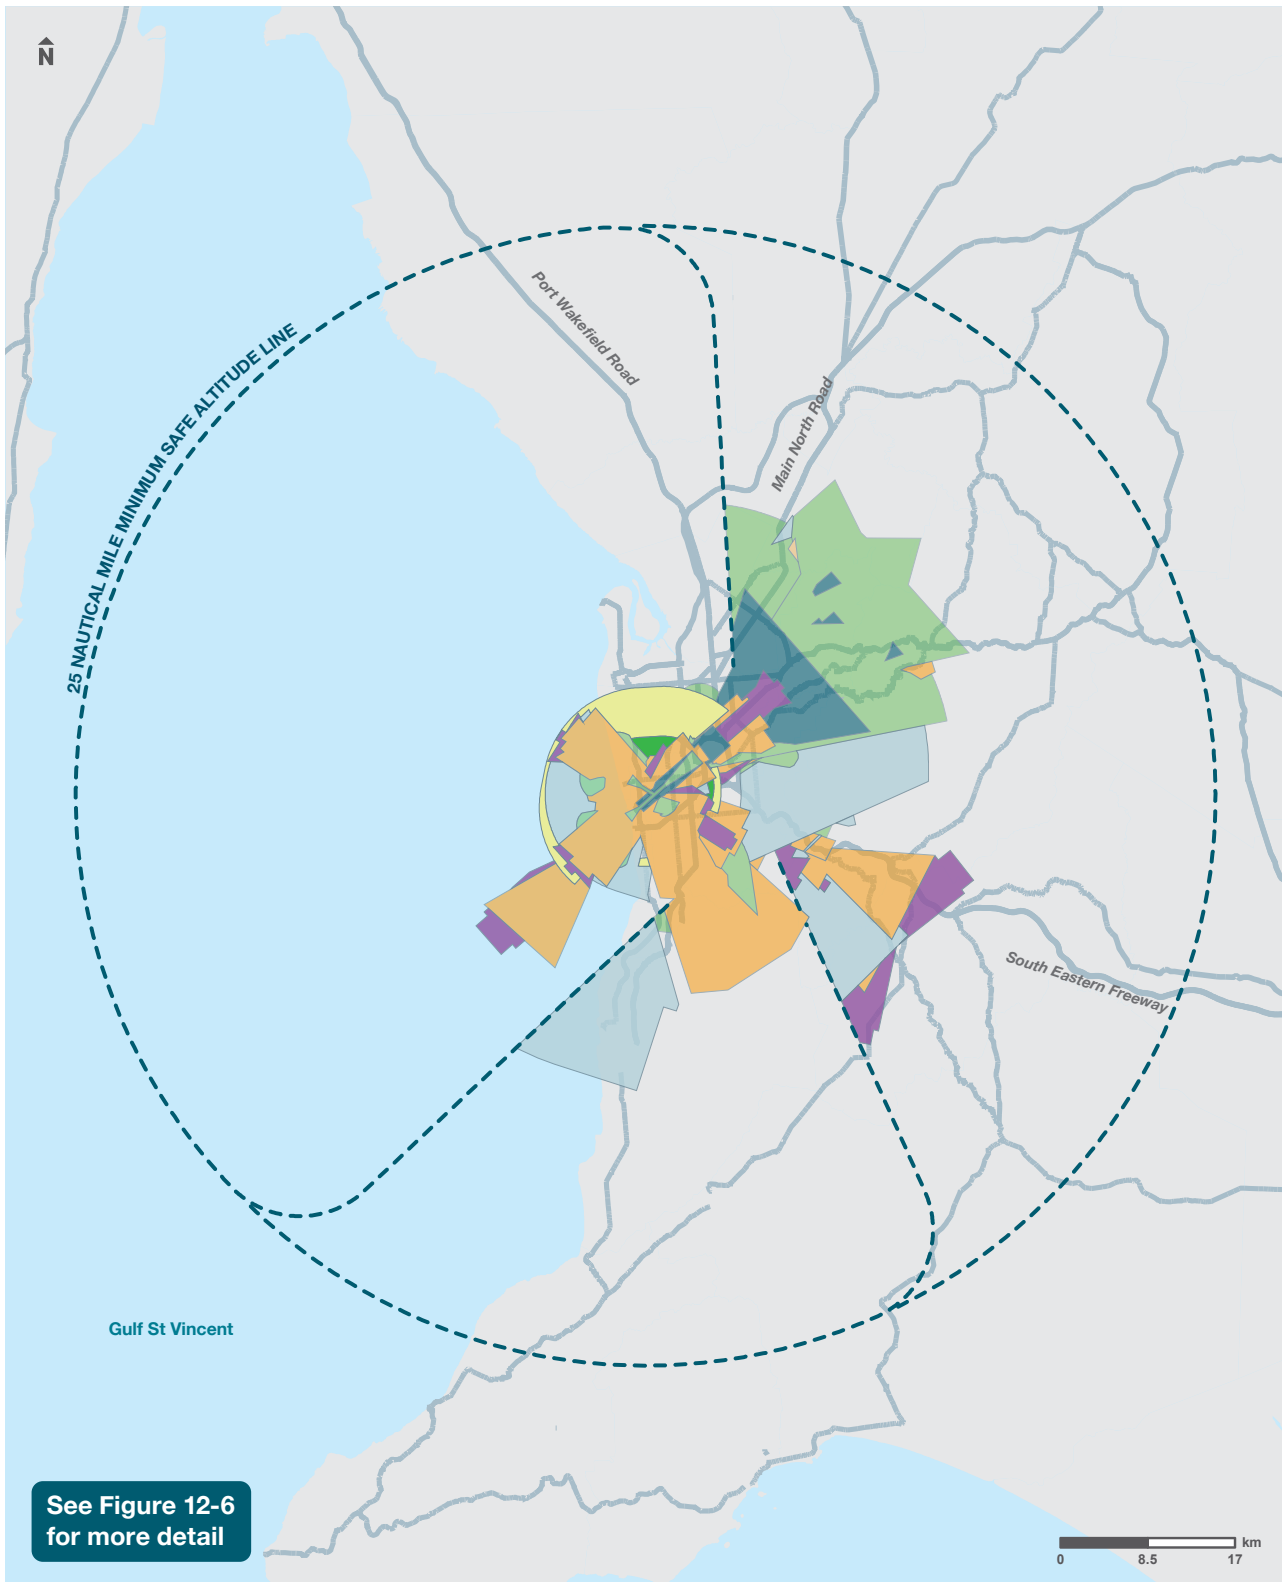 N
Port Wakefield Road
25 NAUTICAL MILE MINIMUM SAFE ALTITUDE LINE
Main North Road
South Eastern Freeway
Gulf St Vincent
See Figure 12-6
for more detail
km
0 8.5 17